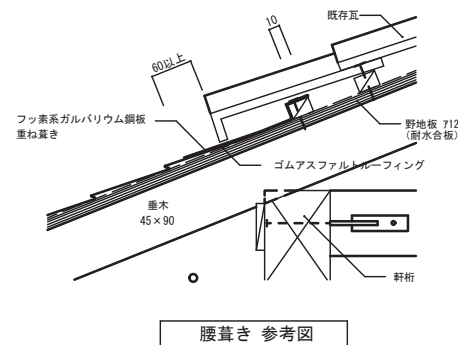 既存瓦
10
60以上
フッ素系ガルバリウム鋼板
重ね葺き
野地板 ｱ12
(耐水合板)
ゴムアスファルトルーフィング
垂木
45×90
軒桁
腰葺き 参考図